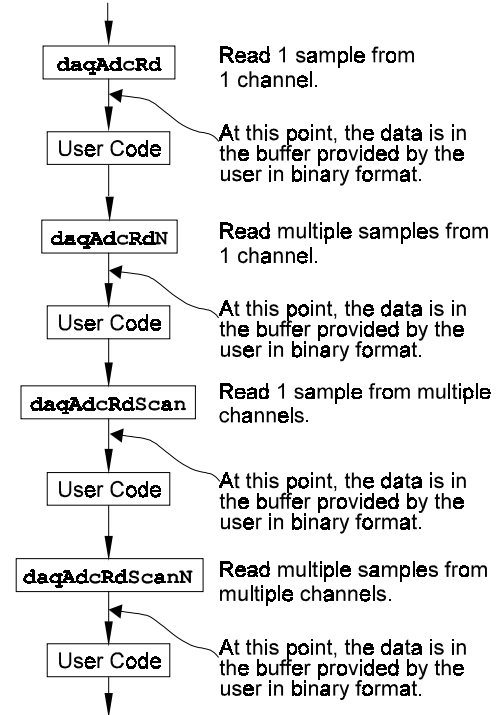 daqAdcRd
Read 1 sample from
1 channel.
At this point, the data is in
the buffer provided by the
user in binary format.
User Code
daqAdcRdN
Read multiple samples from
1 channel.
At this point, the data is in
the buffer provided by the
user in binary format.
User Code
daqAdcRdScan
Read 1 sample from multiple
channels.
At this point, the data is in
the buffer provided by the
user in binary format.
User Code
daqAdcRdScanN
Read multiple samples from
multiple channels.
At this point, the data is in
the buffer provided by the
user in binary format.
User Code